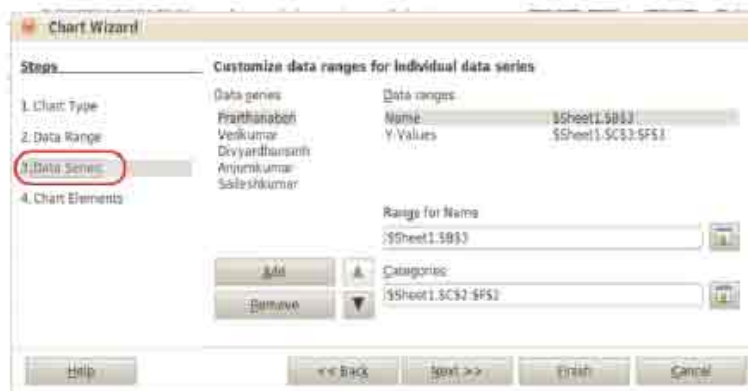 Chart Wizard
Steps
1. Chart Type
2. Data Range
3. Data Series
4. Chart Elements
Customize data ranges for individual data series
Data series
Prarthanaben
Verikumar
Divyardhansinh
Anjumkumar
Saileshkumar
Data ranges
Name $Sheet1.$B$3
Y-Values $Sheet1.$C$3:$F$3
Range for Name
$Sheet1.$B$3
Add
Remove
Categories
$Sheet1.$C$2:$F$2
Help
<< Back
Next >>
Finish
Cancel